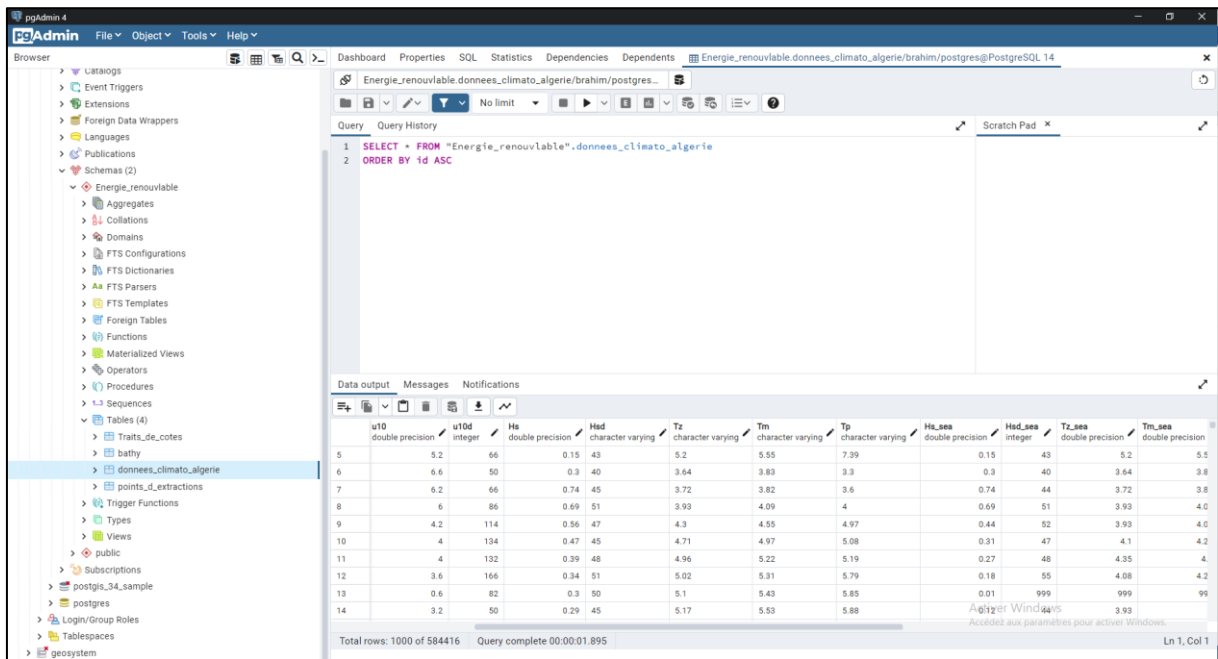 pgAdmin 4
pgAdmin File Object Tools Help
Browser
Dashboard Properties SQL Statistics Dependencies Dependents Energie_renouvlable.donnees_climato_algerie/brahim/postgres@PostgreSQL 14
Catalogs
Event Triggers
Extensions
Foreign Data Wrappers
Languages
Publications
Schemas (2)
Energie_renouvlable
Aggregates
Collations
Domains
FTS Configurations
FTS Dictionaries
Aa FTS Parsers
FTS Templates
Foreign Tables
Functions
Materialized Views
Operators
Procedures
1..3 Sequences
Tables (4)
Traits_de_cotes
bathy
donnees_climato_algerie
points_d_extractions
Trigger Functions
Types
Views
public
Subscriptions
postgis_34_sample
postgres
Login/Group Roles
Tablespaces
geosystem
Energie_renouvlable.donnees_climato_algerie/brahim/postgres...
No limit
Query Query History
Scratch Pad
1 SELECT * FROM "Energie_renouvlable".donnees_climato_algerie
2 ORDER BY id ASC
Data output Messages Notifications
u10 u10d Hs Hsd Tz Tm Tp Hs_sea Hsd_sea Tz_sea Tm_sea
double precision integer double precision character varying character varying character varying character varying double precision integer double precision double precision
5 5.2 66 0.15 43 5.2 5.55 7.39 0.15 43 5.2 5.5
6 6.6 50 0.3 40 3.64 3.83 3.3 0.3 40 3.64 3.8
7 6.2 66 0.74 45 3.72 3.82 3.6 0.74 44 3.72 3.8
8 6 86 0.69 51 3.93 4.09 4 0.69 51 3.93 4.0
9 4.2 114 0.56 47 4.3 4.55 4.97 0.44 52 3.93 4.0
10 4 134 0.47 45 4.71 4.97 5.08 0.31 47 4.1 4.2
11 4 132 0.39 48 4.96 5.22 5.19 0.27 48 4.35 4.
12 3.6 166 0.34 51 5.02 5.31 5.79 0.18 55 4.08 4.2
13 0.6 82 0.3 50 5.1 5.43 5.85 0.01 999 999 99
14 3.2 50 0.29 45 5.17 5.53 5.88 0.12 44 3.93
Activer Windows
Accédez aux paramètres pour activer Windows.
Total rows: 1000 of 584416 Query complete 00:00:01.895 Ln 1, Col 1